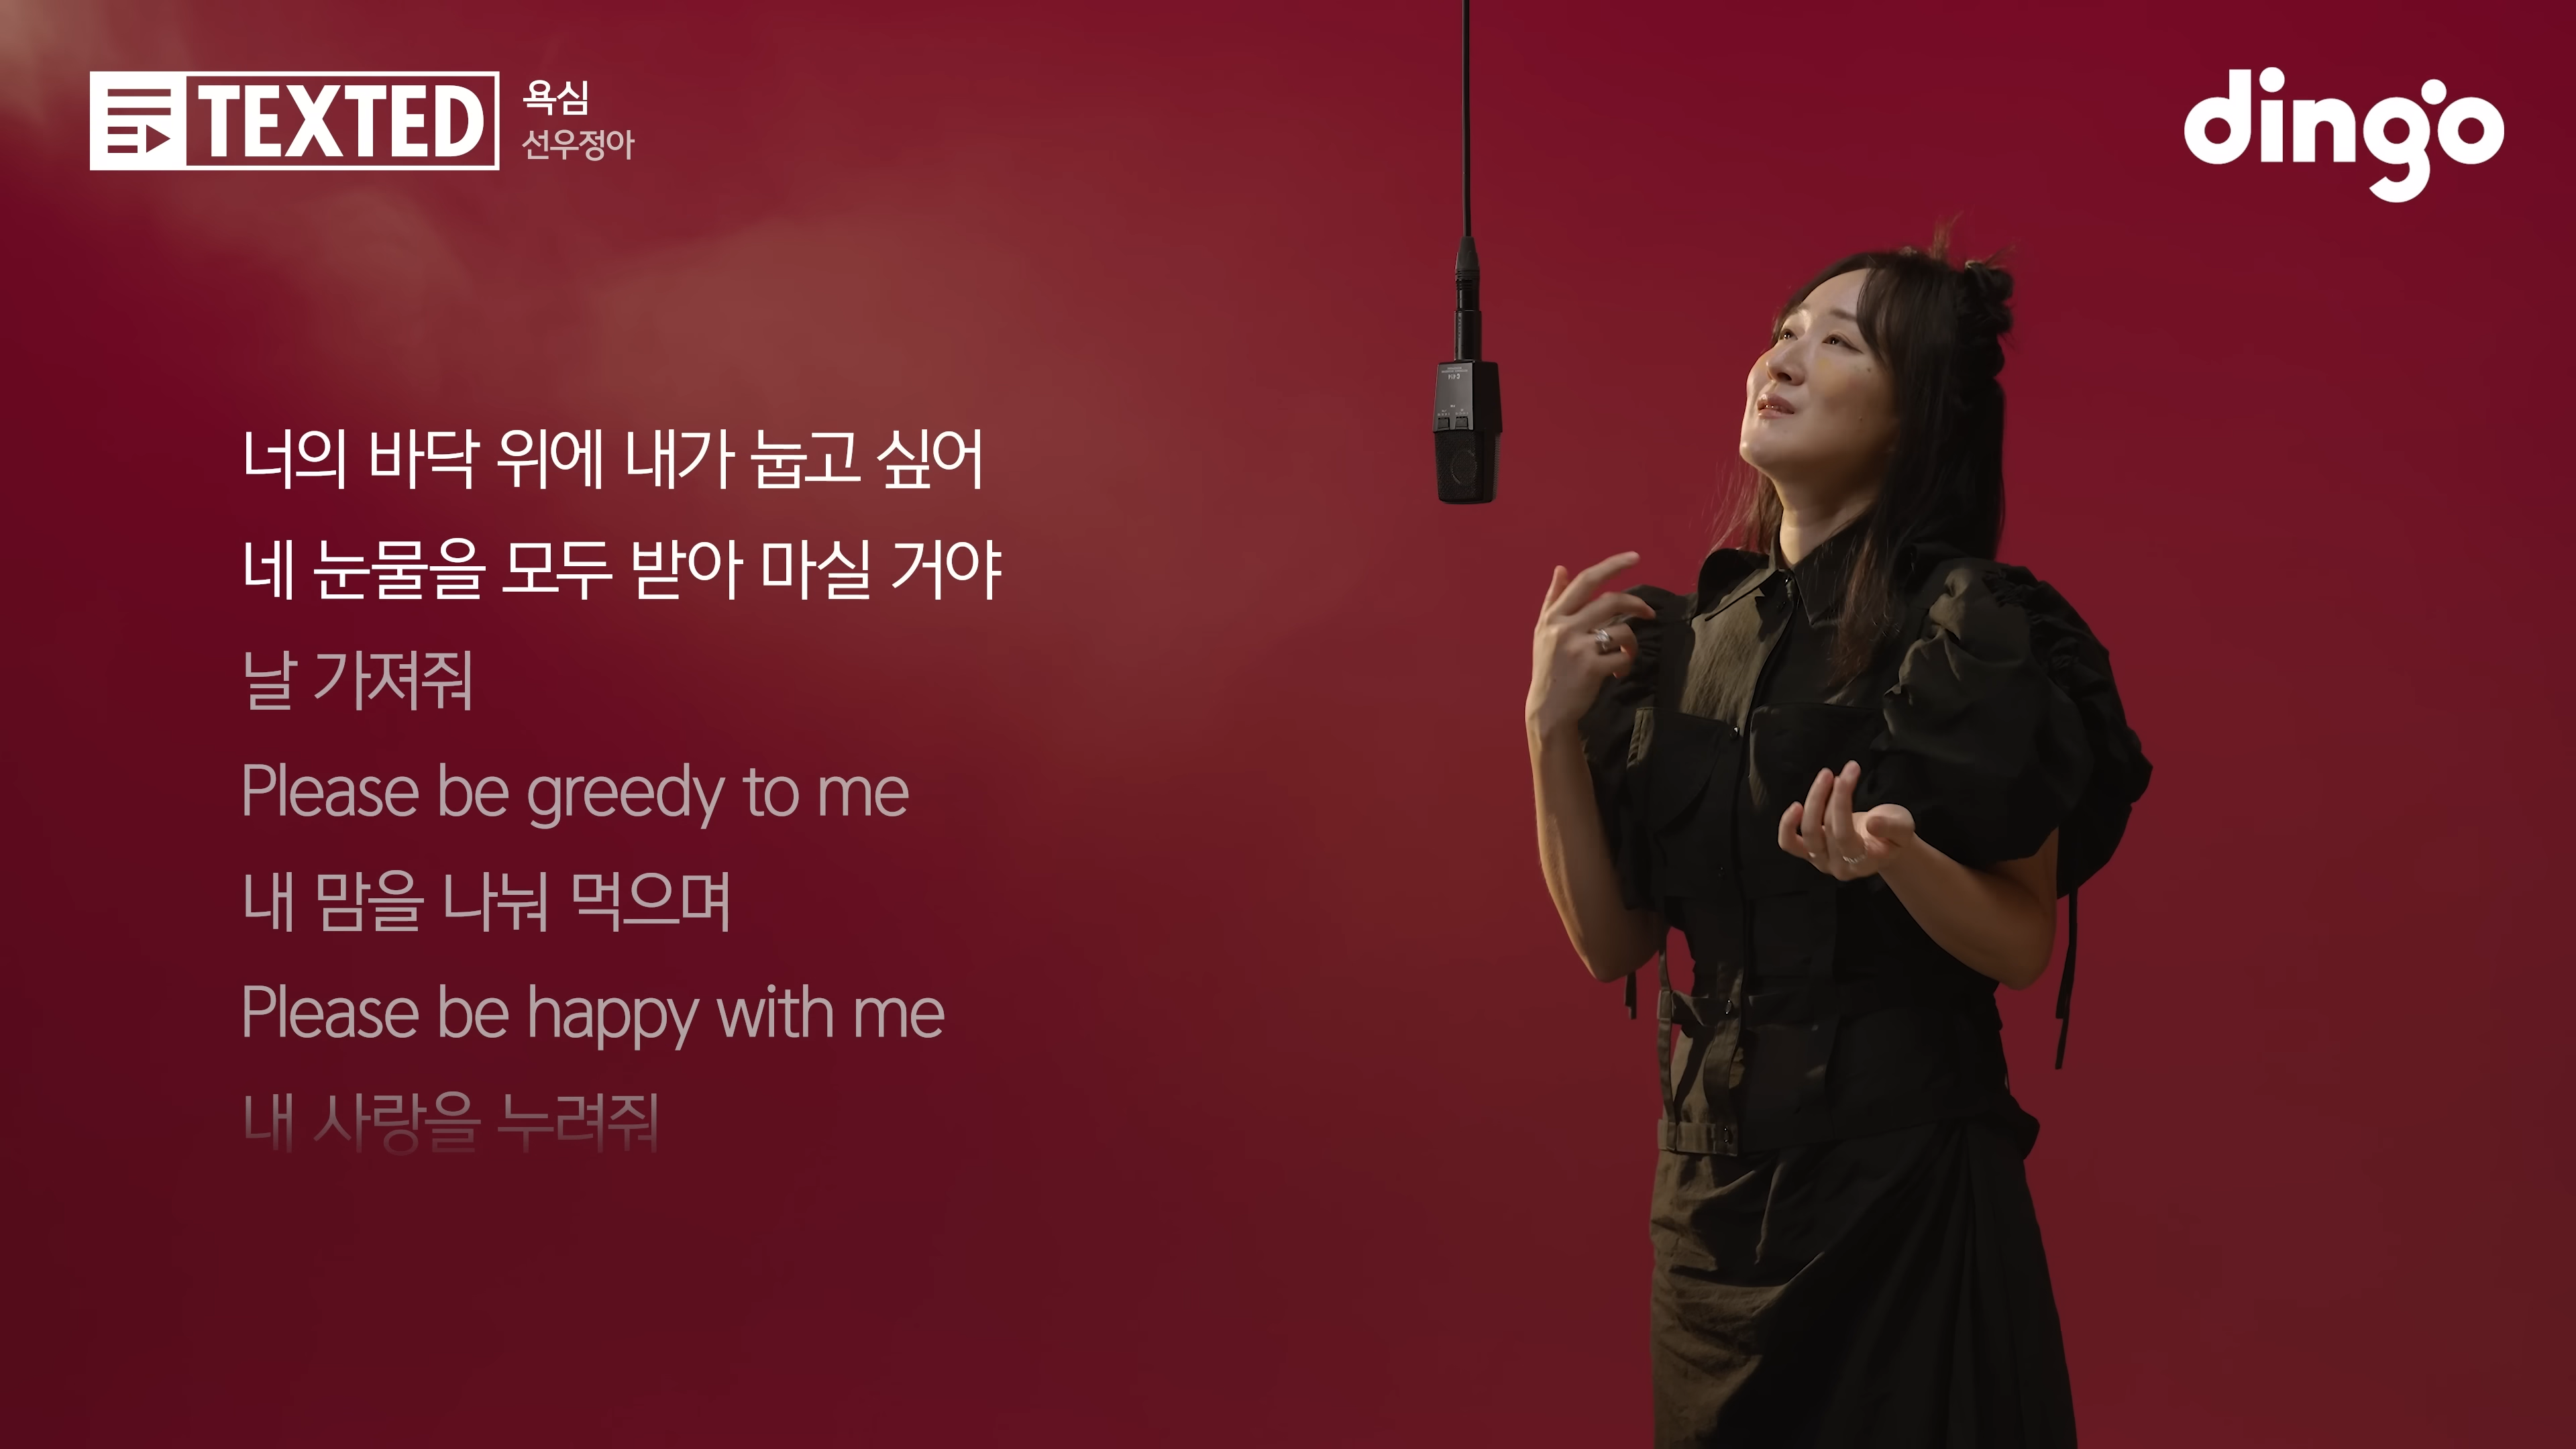 TEXTED
욕심
선우정아
dingo
너의 바닥 위에 내가 눕고 싶어
네 눈물을 모두 받아 마실 거야
날 가져줘
Please be greedy to me
내 맘을 나눠 먹으며
Please be happy with me
내 사랑을 누려줘